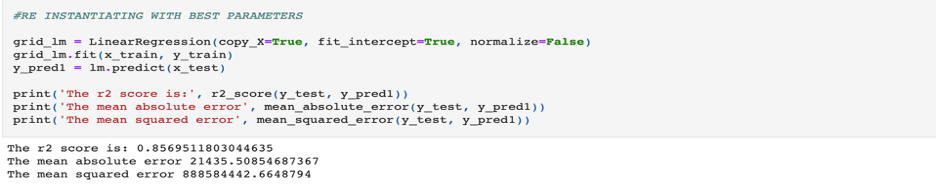 #RE INSTANTIATING WITH BEST PARAMETERS
grid_lm = LinearRegression(copy_X=True, fit_intercept=True, normalize=False)
grid_lm.fit(x_train, y_train)
y_pred1 = lm.predict(x_test)
print('The r2 score is:', r2_score(y_test, y_pred1))
print('The mean absolute error', mean_absolute_error(y_test, y_pred1))
print('The mean squared error', mean_squared_error(y_test, y_pred1))
The r2 score is: 0.8569511803044635
The mean absolute error 21435.50854687367
The mean squared error 888584442.6648794